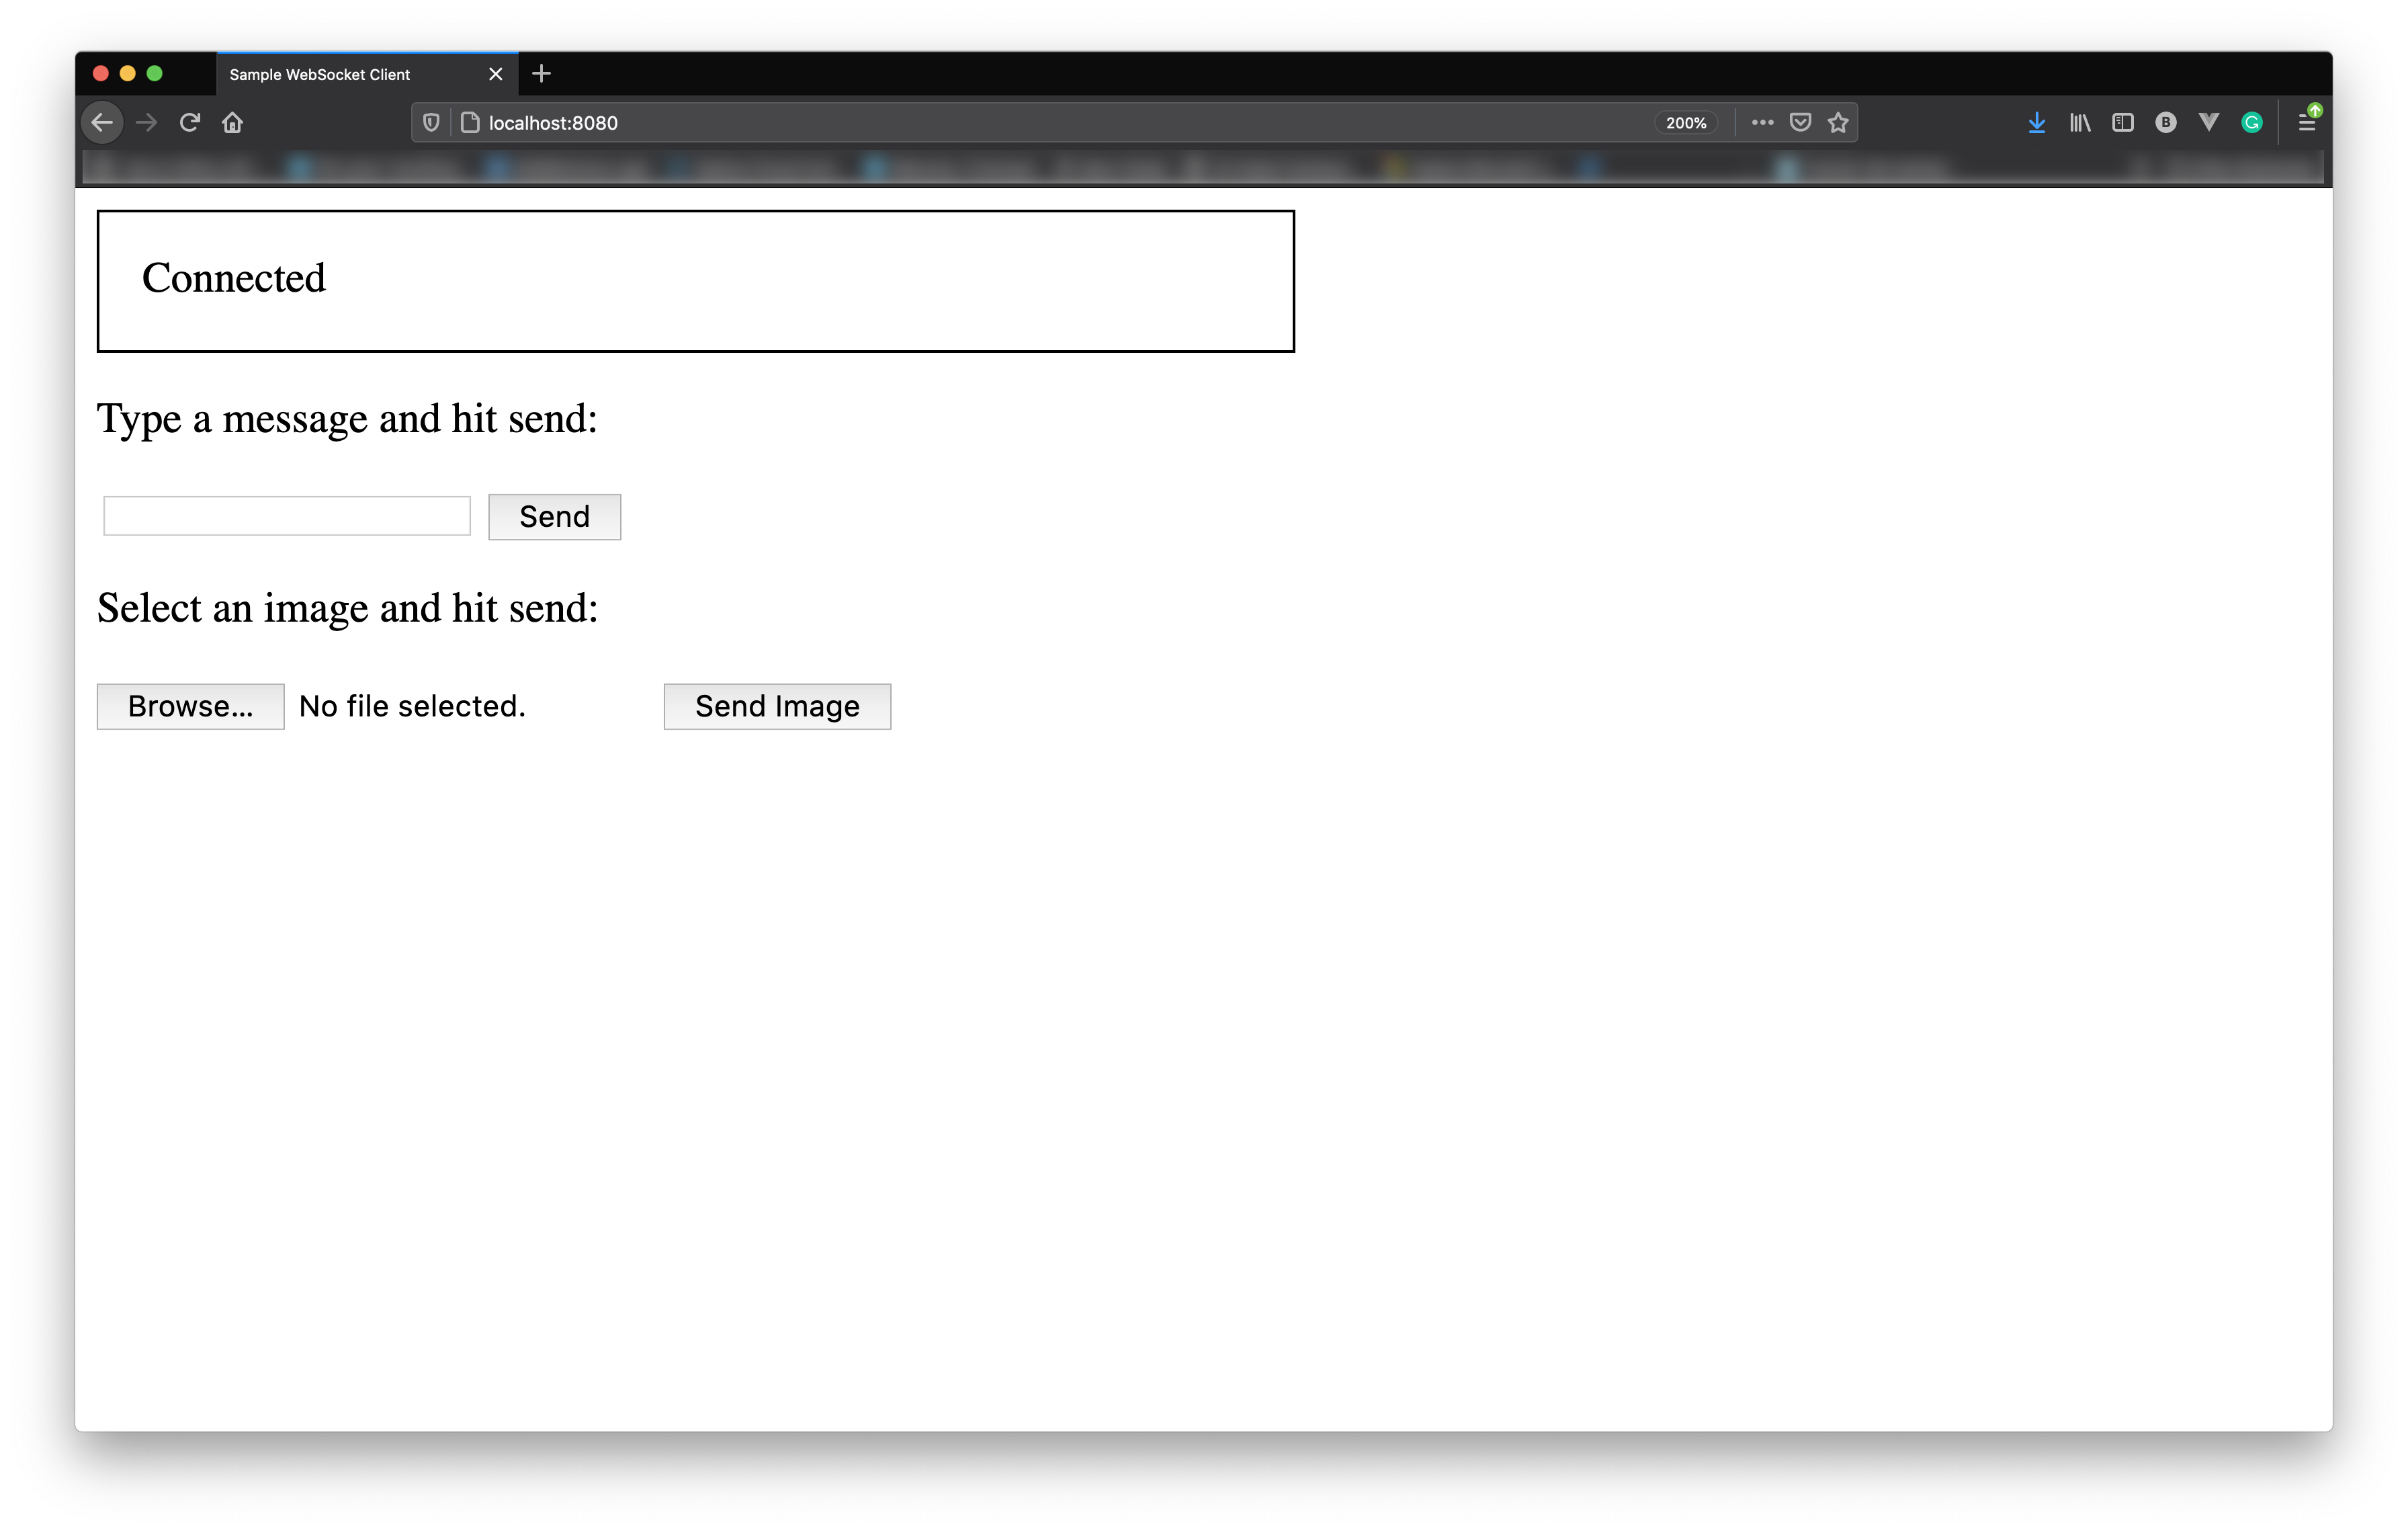 Sample WebSocket Client
localhost:8080 200%
B
Connected
Type a message and hit send:
Send
Select an image and hit send:
Browse... No file selected. Send Image